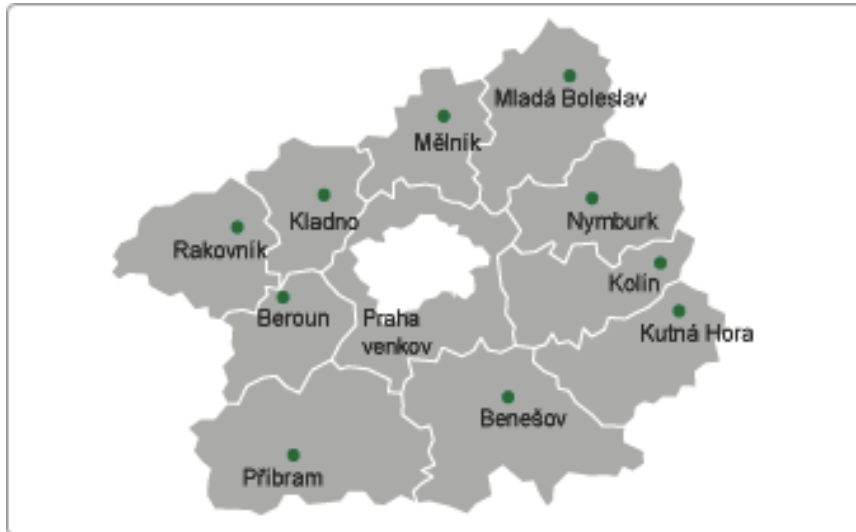 Mladá Boleslav
Mělník
Kladno
Nymburk
Rakovník
Kolín
Beroun
Praha
venkov
Kutná Hora
Benešov
Příbram